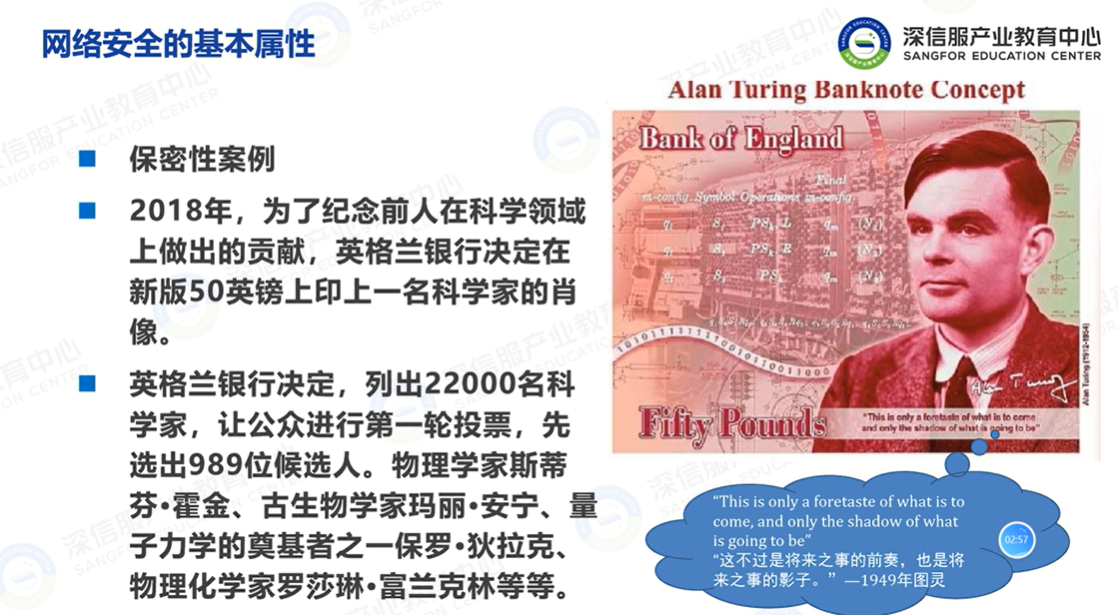 网络安全的基本属性
深信服产业教育中心
SANGFOR EDUCATION CENTER
保密性案例
2018年，为了纪念前人在科学领域
上做出的贡献，英格兰银行决定在
新版50英镑上印上一名科学家的肖
像。
英格兰银行决定，列出22000名科
学家，让公众进行第一轮投票，先
选出989位候选人。物理学家斯蒂
芬·霍金、古生物学家玛丽·安宁、量
子力学的奠基者之一保罗·狄拉克、
物理化学家罗莎琳·富兰克林等等。
Alan Turing Banknote Concept
Bank of England
Final
m-config. Symbol Operations m-config.
Fifty Pounds
Alan Turing
Alan Turing (1912-1954)
"This is only a foretaste of what is to come
and only the shadow of what is going to be"
“This is only a foretaste of what is to
come, and only the shadow of what
is going to be”
“这不过是将来之事的前奏，也是将
来之事的影子。”—1949年图灵
02:57